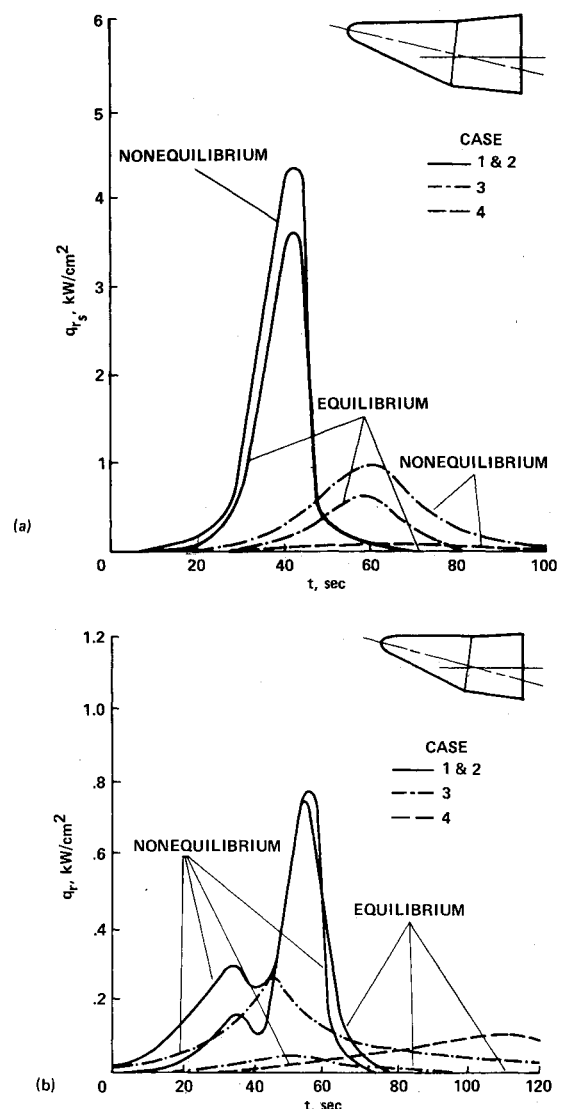 6
5
4
3
2
1
q_rs, kW/cm²
NONEQUILIBRIUM
CASE
1 & 2
3
4
EQUILIBRIUM
NONEQUILIBRIUM
(a)
0 20 40 60 80 100
t, sec
1.2
1.0
.8
.6
.4
.2
q_r, kW/cm²
CASE
1 & 2
3
4
NONEQUILIBRIUM
EQUILIBRIUM
(b)
0 20 40 60 80 100 120
t, sec